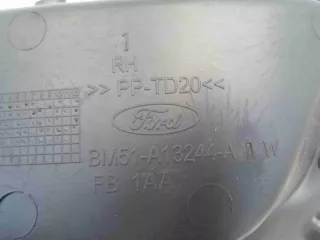 1
RH
>> PP-TD20<<
Ford
BM51-A13244-A W
FB 1AA